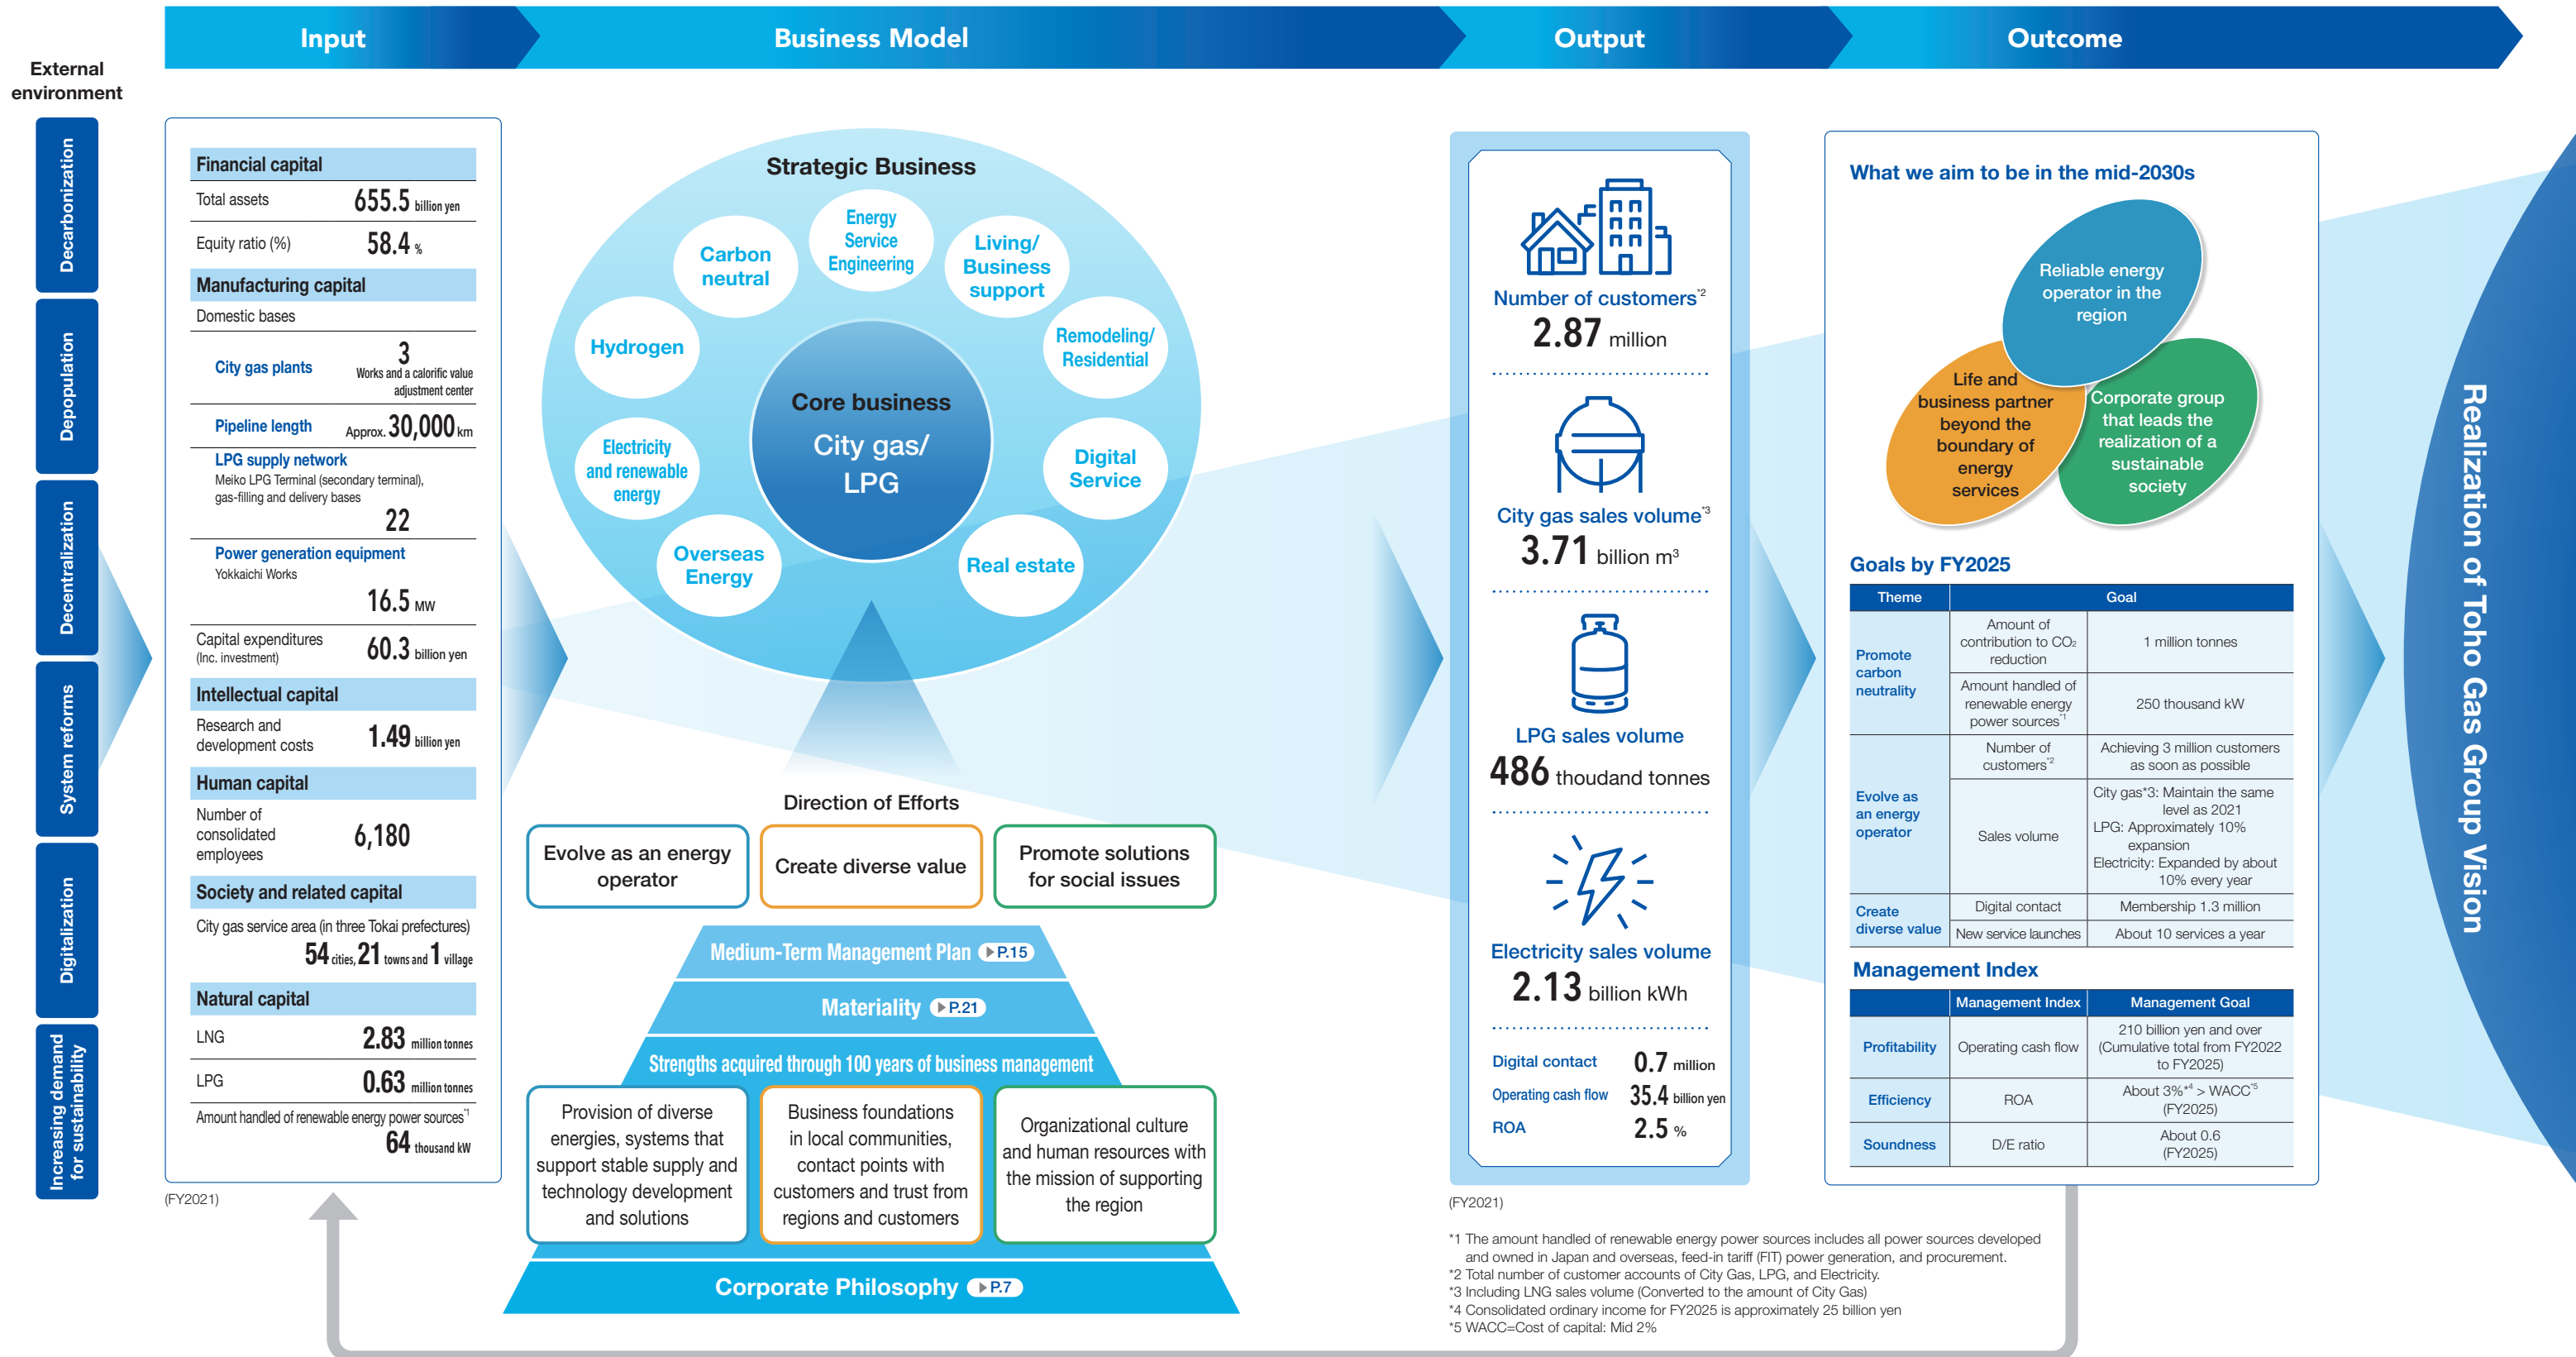 Input
Business Model
Output
Outcome
External
environment
Decarbonization
Depopulation
Decentralization
System reforms
Digitalization
Increasing demand
for sustainability
Financial capital
Total assets 655.5 billion yen
Equity ratio (%) 58.4 %
Manufacturing capital
Domestic bases
City gas plants 3
Works and a calorific value
adjustment center
Pipeline length Approx. 30,000 km
LPG supply network
Meiko LPG Terminal (secondary terminal),
gas-filling and delivery bases
22
Power generation equipment
Yokkaichi Works
16.5 MW
Capital expenditures
(Inc. investment) 60.3 billion yen
Intellectual capital
Research and
development costs 1.49 billion yen
Human capital
Number of
consolidated
employees 6,180
Society and related capital
City gas service area (in three Tokai prefectures)
54 cities, 21 towns and 1 village
Natural capital
LNG 2.83 million tonnes
LPG 0.63 million tonnes
Amount handled of renewable energy power sources*1
64 thousand kW
(FY2021)
Strategic Business
Energy
Service
Engineering
Carbon
neutral
Living/
Business
support
Hydrogen
Remodeling/
Residential
Core business
City gas/
LPG
Electricity
and renewable
energy
Digital
Service
Overseas
Energy
Real estate
Direction of Efforts
Evolve as an energy
operator
Create diverse value
Promote solutions
for social issues
Medium-Term Management Plan ▶P.15
Materiality ▶P.21
Strengths acquired through 100 years of business management
Provision of diverse
energies, systems that
support stable supply and
technology development
and solutions
Business foundations
in local communities,
contact points with
customers and trust from
regions and customers
Organizational culture
and human resources with
the mission of supporting
the region
Corporate Philosophy ▶P.7
Number of customers*2
2.87 million
City gas sales volume*3
3.71 billion m3
LPG sales volume
486 thoudand tonnes
Electricity sales volume
2.13 billion kWh
Digital contact 0.7 million
Operating cash flow 35.4 billion yen
ROA 2.5 %
(FY2021)
What we aim to be in the mid-2030s
Reliable energy
operator in the
region
Life and
business partner
beyond the
boundary of
energy
services
Corporate group
that leads the
realization of a
sustainable
society
Goals by FY2025
Theme Goal
Promote
carbon
neutrality
Amount of
contribution to CO2
reduction
1 million tonnes
Amount handled of
renewable energy
power sources*1
250 thousand kW
Evolve as
an energy
operator
Number of
customers*2
Achieving 3 million customers
as soon as possible
Sales volume
City gas*3: Maintain the same
level as 2021
LPG: Approximately 10%
expansion
Electricity: Expanded by about
10% every year
Create
diverse value
Digital contact Membership 1.3 million
New service launches About 10 services a year
Management Index
Management Index Management Goal
Profitability Operating cash flow
210 billion yen and over
(Cumulative total from FY2022
to FY2025)
Efficiency ROA
About 3%*4 > WACC*5
(FY2025)
Soundness D/E ratio
About 0.6
(FY2025)
Realization of Toho Gas Group Vision
*1 The amount handled of renewable energy power sources includes all power sources developed
and owned in Japan and overseas, feed-in tariff (FIT) power generation, and procurement.
*2 Total number of customer accounts of City Gas, LPG, and Electricity.
*3 Including LNG sales volume (Converted to the amount of City Gas)
*4 Consolidated ordinary income for FY2025 is approximately 25 billion yen
*5 WACC=Cost of capital: Mid 2%